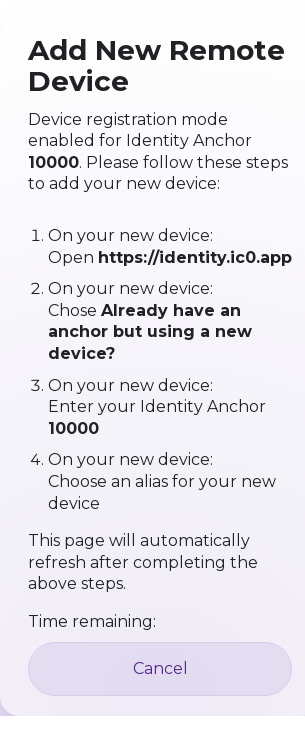 Add New Remote
Device
Device registration mode
enabled for Identity Anchor
10000. Please follow these steps
to add your new device:
1. On your new device:
Open https://identity.ic0.app
2. On your new device:
Chose Already have an
anchor but using a new
device?
3. On your new device:
Enter your Identity Anchor
10000
4. On your new device:
Choose an alias for your new
device
This page will automatically
refresh after completing the
above steps.
Time remaining:
Cancel